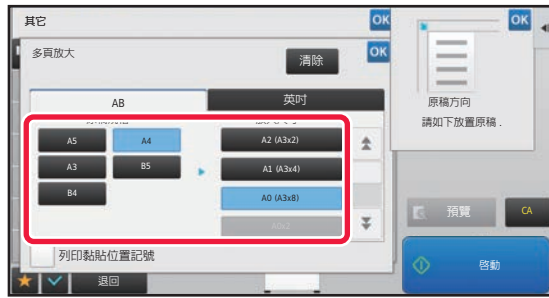 其它
OK
OK
多頁放大
清除
OK
AB
英吋
原稿方向
請如下放置原稿 .
A5
A4
A2 (A3x2)
A3
B5
A1 (A3x4)
B4
A0 (A3x8)
A0x2
預覽
CA
列印黏貼位置記號
退回
啓動